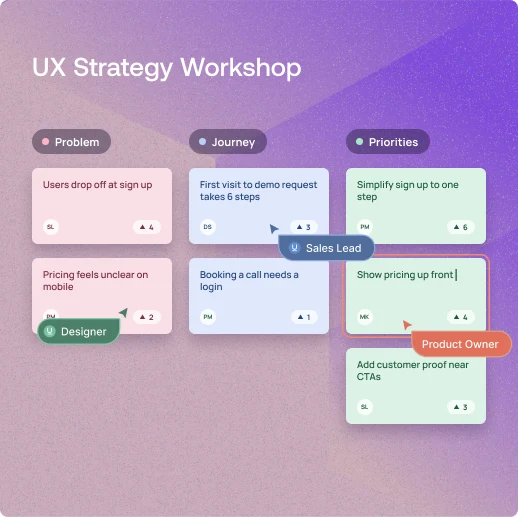 UX Strategy Workshop
Problem
Users drop off at sign up
SL
4
Pricing feels unclear on
mobile
PM
2
Designer
Journey
First visit to demo request
takes 6 steps
DS
3
Sales Lead
Booking a call needs a
login
PM
1
Priorities
Simplify sign up to one
step
PM
6
Show pricing up front
MK
4
Product Owner
Add customer proof near
CTAs
SL
3